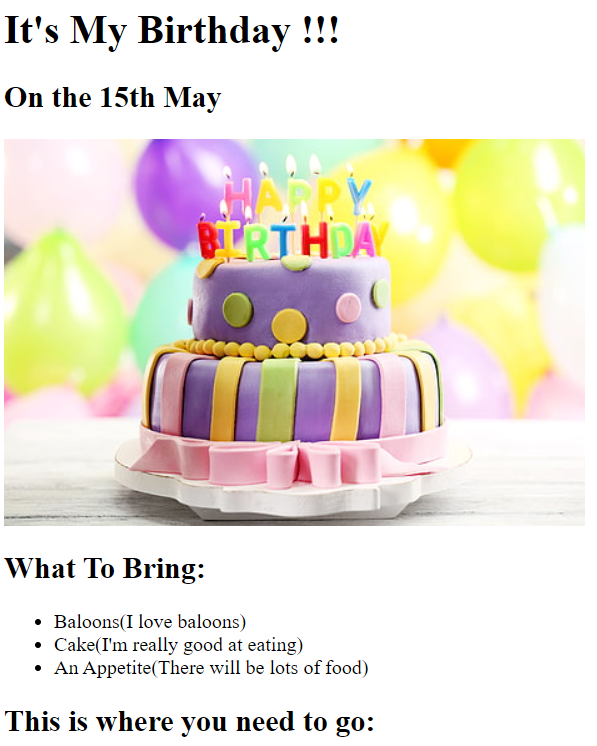 It's My Birthday !!!
On the 15th May
HAPPY
BIRTHDAY
What To Bring:
Baloons(I love baloons)
Cake(I'm really good at eating)
An Appetite(There will be lots of food)
This is where you need to go: